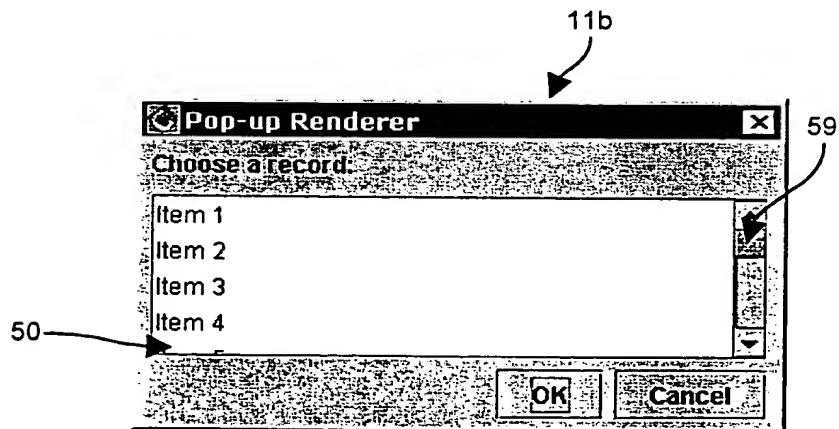 11b
Pop-up Renderer
59
Choose a record:
Item 1
Item 2
Item 3
Item 4
50
OK
Cancel